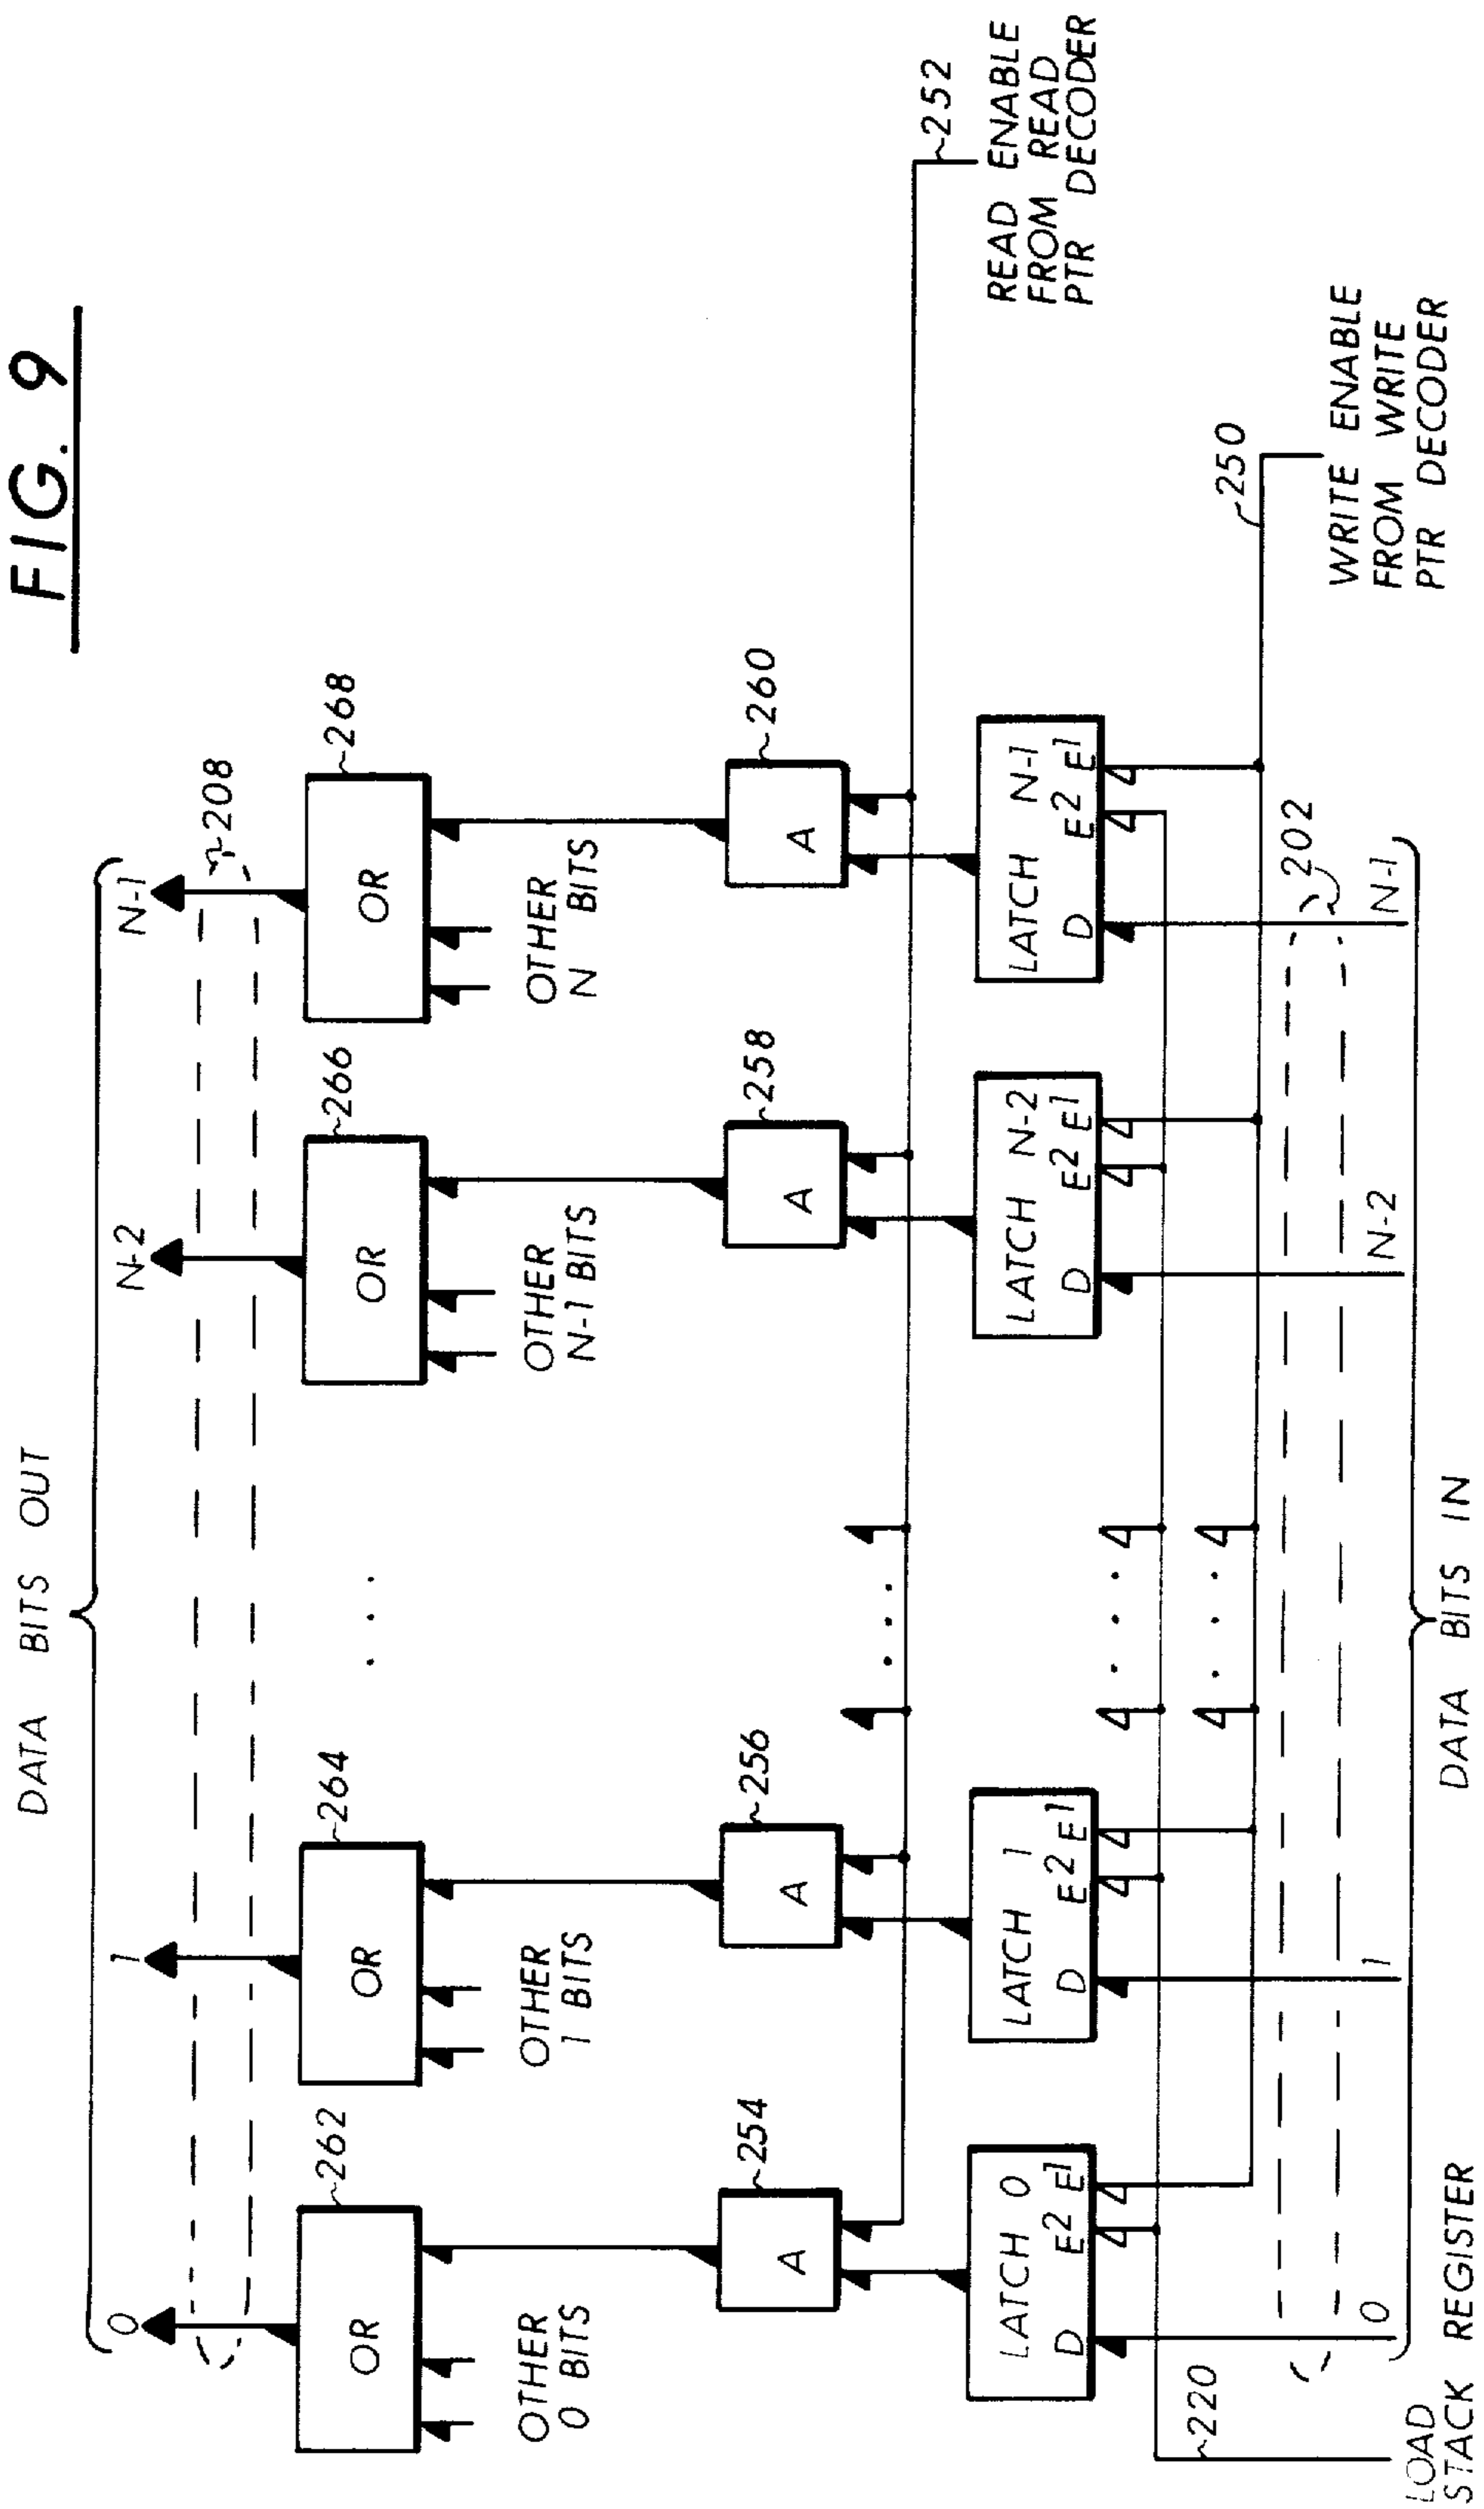 FIG. 9
DATA BITS OUT
0
1
N-2
N-1
208
262
264
266
268
OR
OR
OR
OR
OTHER
0 BITS
OTHER
1 BITS
OTHER
N-1 BITS
OTHER
N BITS
254
256
258
260
A
A
A
A
252
READ ENABLE
FROM READ
PTR DECODER
LATCH 0
D E2 E1
LATCH 1
D E2 E1
LATCH N-2
D E2 E1
LATCH N-1
D E2 E1
220
250
WRITE ENABLE
FROM WRITE
PTR DECODER
202
0
1
N-2
N-1
LOAD
STACK REGISTER
DATA BITS IN